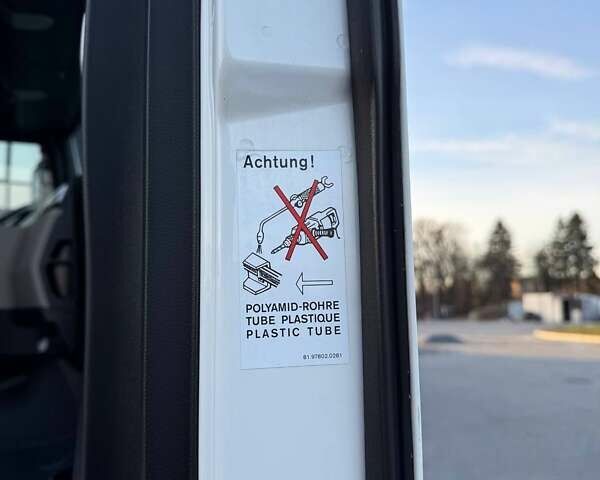 Achtung!
POLYAMID-ROHRE
TUBE PLASTIQUE
PLASTIC TUBE
81.97802.0281